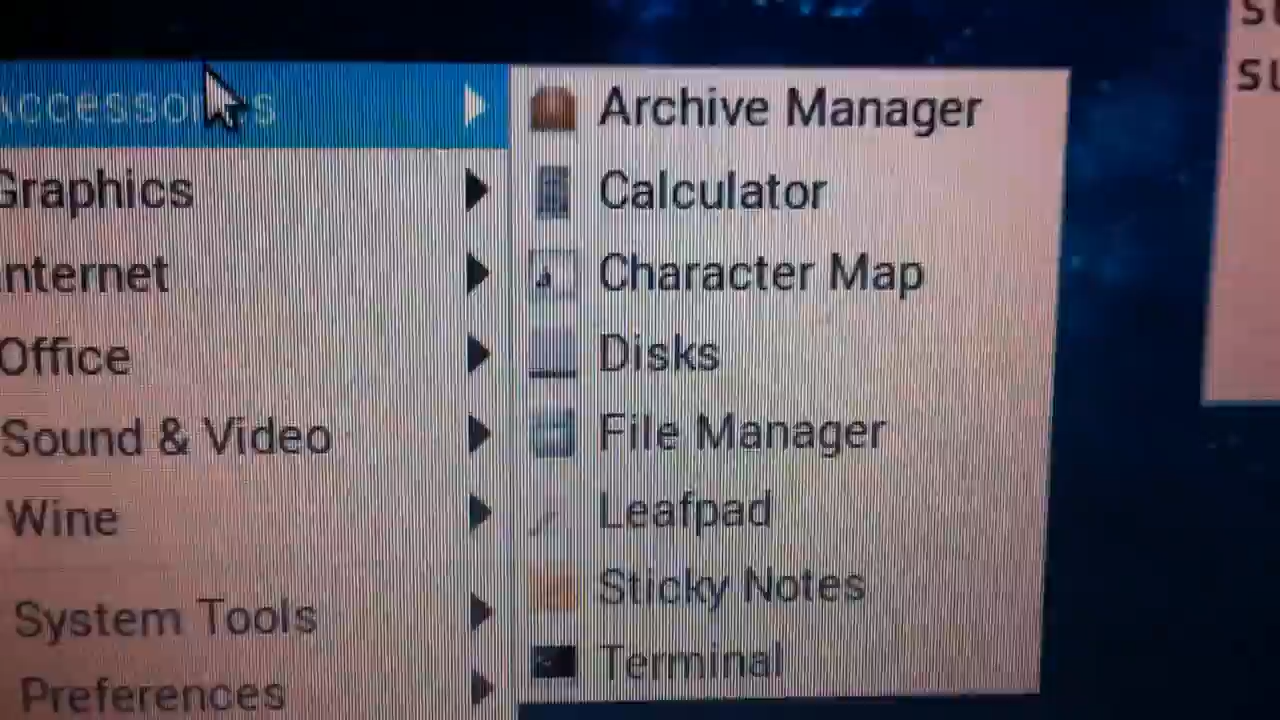 Accessories
Graphics
Internet
Office
Sound & Video
Wine
System Tools
Preferences
Archive Manager
Calculator
Character Map
Disks
File Manager
Leafpad
Sticky Notes
Terminal